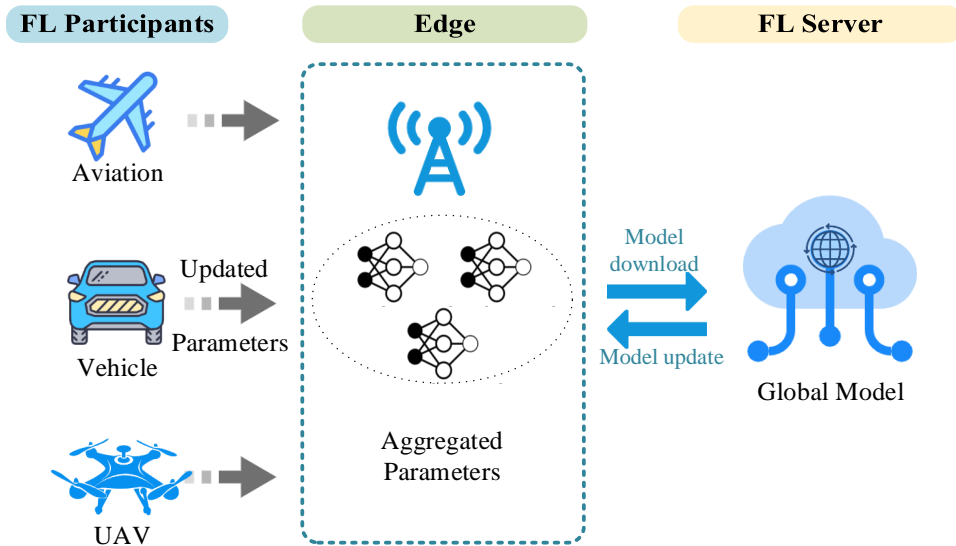 FL Participants
Edge
FL Server
Aviation
Updated
Parameters
Vehicle
UAV
Aggregated
Parameters
Model
download
Model update
Global Model